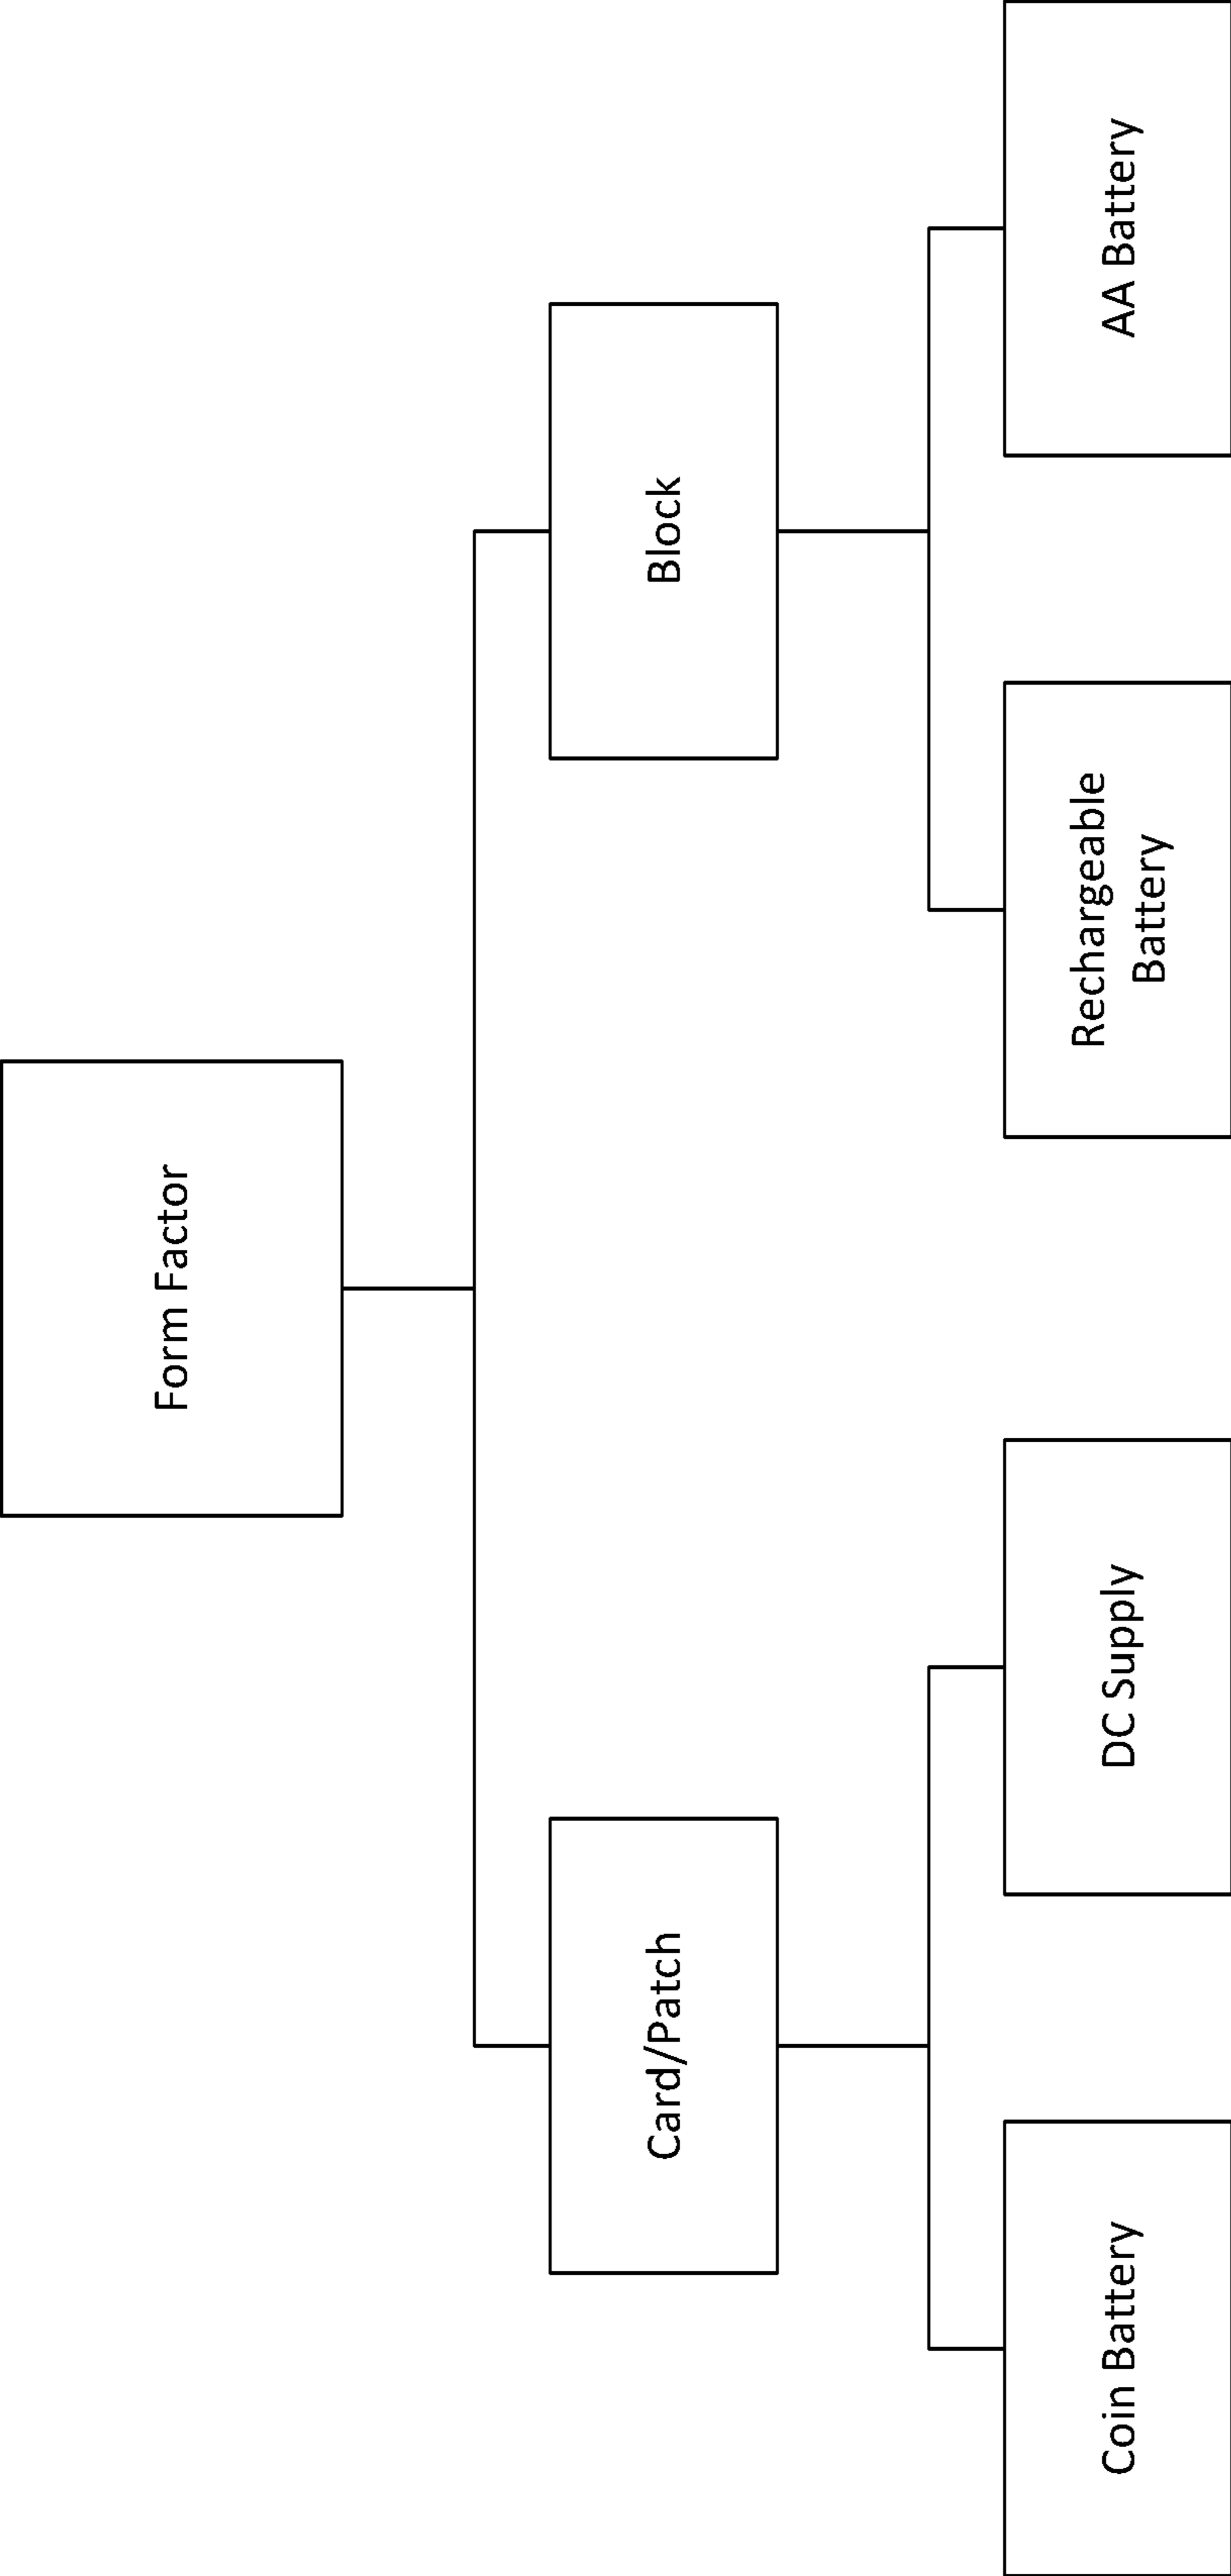 Form Factor
Card/Patch
Block
Coin Battery
DC Supply
Rechargeable
Battery
AA Battery